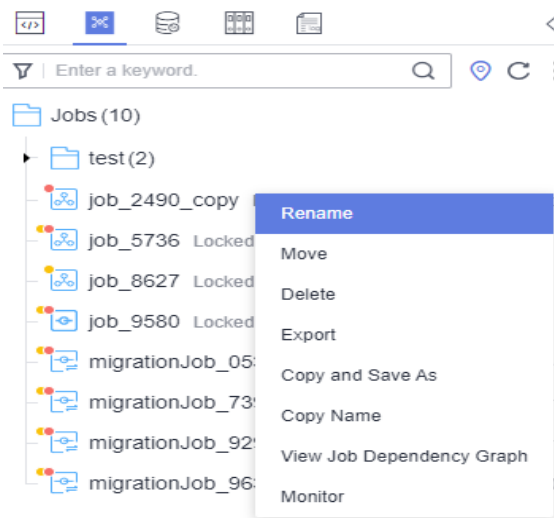 Enter a keyword.
Jobs (10)
test (2)
job_2490_copy
Rename
job_5736 Locked
Move
job_8627 Locked
Delete
job_9580 Locked
Export
migrationJob_05
Copy and Save As
migrationJob_73
Copy Name
migrationJob_92
View Job Dependency Graph
migrationJob_96
Monitor